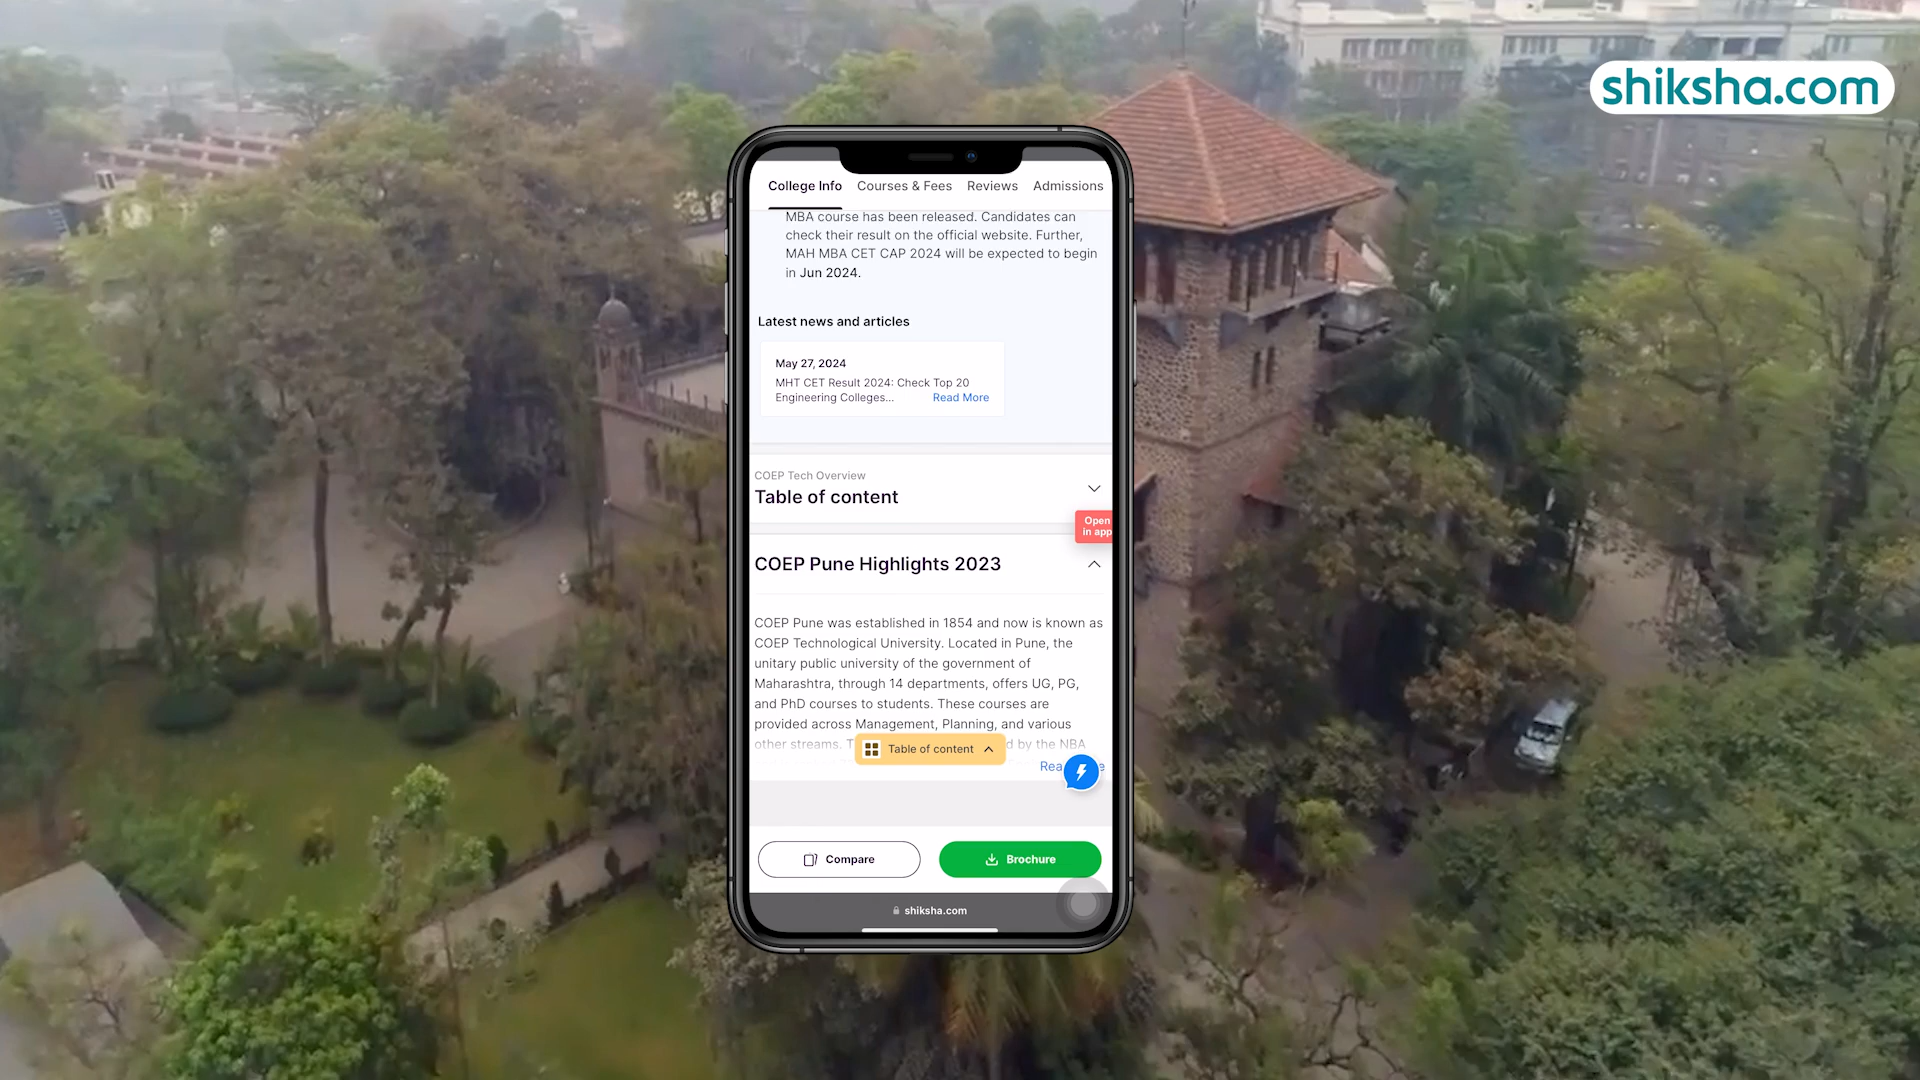 shiksha.com
College Info Courses & Fees Reviews Admissions
MBA course has been released. Candidates can
check their result on the official website. Further,
MAH MBA CET CAP 2024 will be expected to begin
in Jun 2024.
Latest news and articles
May 27, 2024
MHT CET Result 2024: Check Top 20
Engineering Colleges... Read More
COEP Tech Overview
Table of content
Open
in app
COEP Pune Highlights 2023
COEP Pune was established in 1854 and now is known as
COEP Technological University. Located in Pune, the
unitary public university of the government of
Maharashtra, through 14 departments, offers UG, PG,
and PhD courses to students. These courses are
provided across Management, Planning, and various
other streams. d by the NBA
Table of content
Compare Brochure
shiksha.com